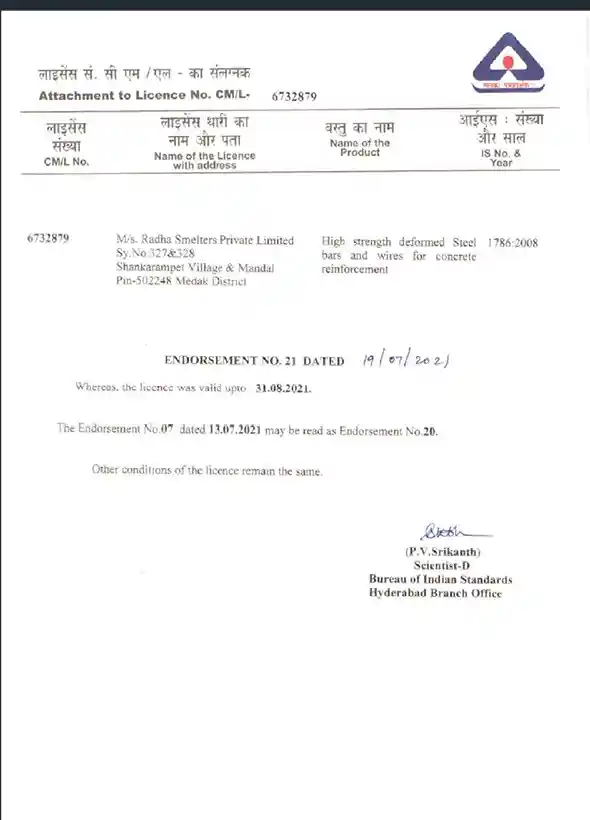 लाइसेंस सं. सी एम /एल - का संलग्नक
Attachment to Licence No. CM/L- 6732879
लाइसेंस
संख्या
CM/L No.
लाइसेंस धारी का
नाम और पता
Name of the Licence
with address
वस्तु का नाम
Name of the
Product
आईएस : संख्या
और साल
IS No. &
Year
6732879
M/s. Radha Smelters Private Limited
Sy.No.327&328
Shankarampet Village & Mandal
Pin-502248 Medak District
High strength deformed Steel
bars and wires for concrete
reinforcement
1786:2008
ENDORSEMENT NO. 21 DATED 19/07/2021
Whereas, the licence was valid upto 31.08.2021.
The Endorsement No.07 dated 13.07.2021 may be read as Endorsement No.20.
Other conditions of the licence remain the same.
(P.V.Srikanth)
Scientist-D
Bureau of Indian Standards
Hyderabad Branch Office